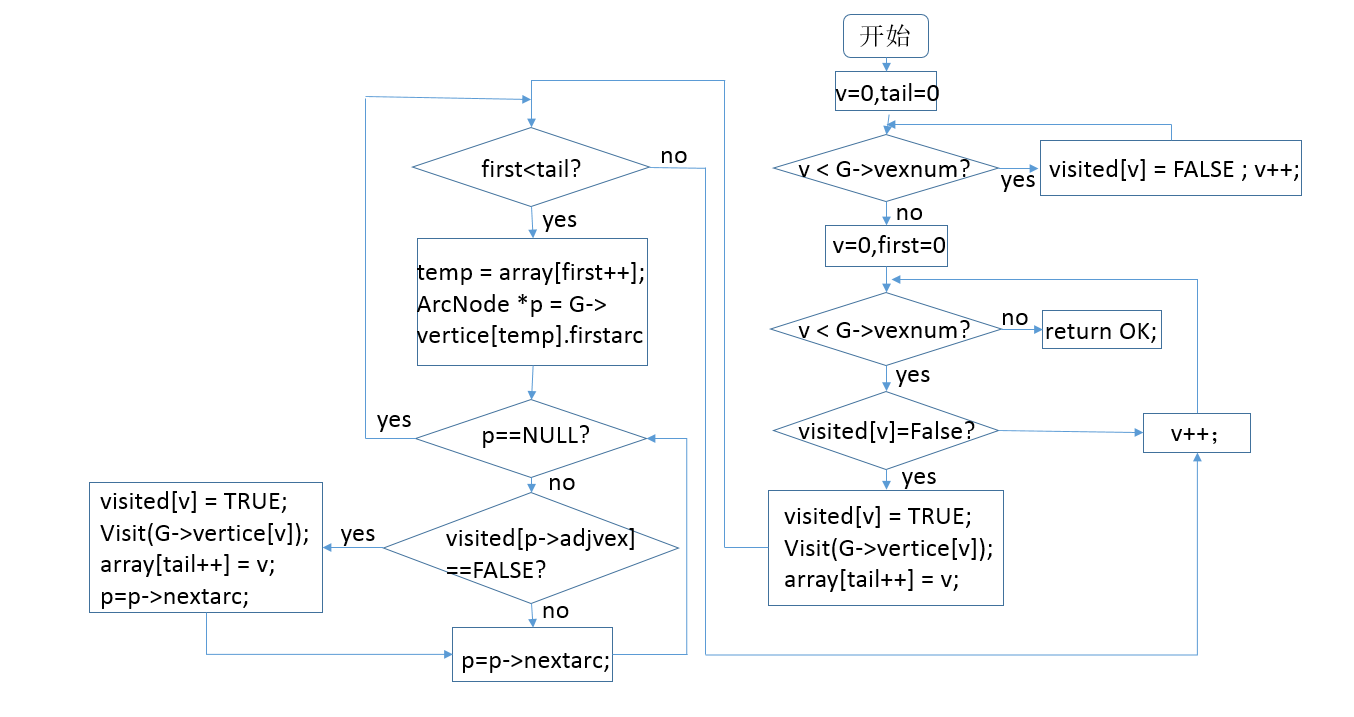 开始
v=0,tail=0
v < G->vexnum?
yes
visited[v] = FALSE ; v++;
no
v=0,first=0
v < G->vexnum?
no
return OK;
yes
visited[v]=False?
v++;
yes
visited[v] = TRUE;
Visit(G->vertice[v]);
array[tail++] = v;
first<tail?
no
yes
temp = array[first++];
ArcNode *p = G->
vertice[temp].firstarc
yes
p==NULL?
no
visited[p->adjvex]
==FALSE?
yes
visited[v] = TRUE;
Visit(G->vertice[v]);
array[tail++] = v;
p=p->nextarc;
no
p=p->nextarc;